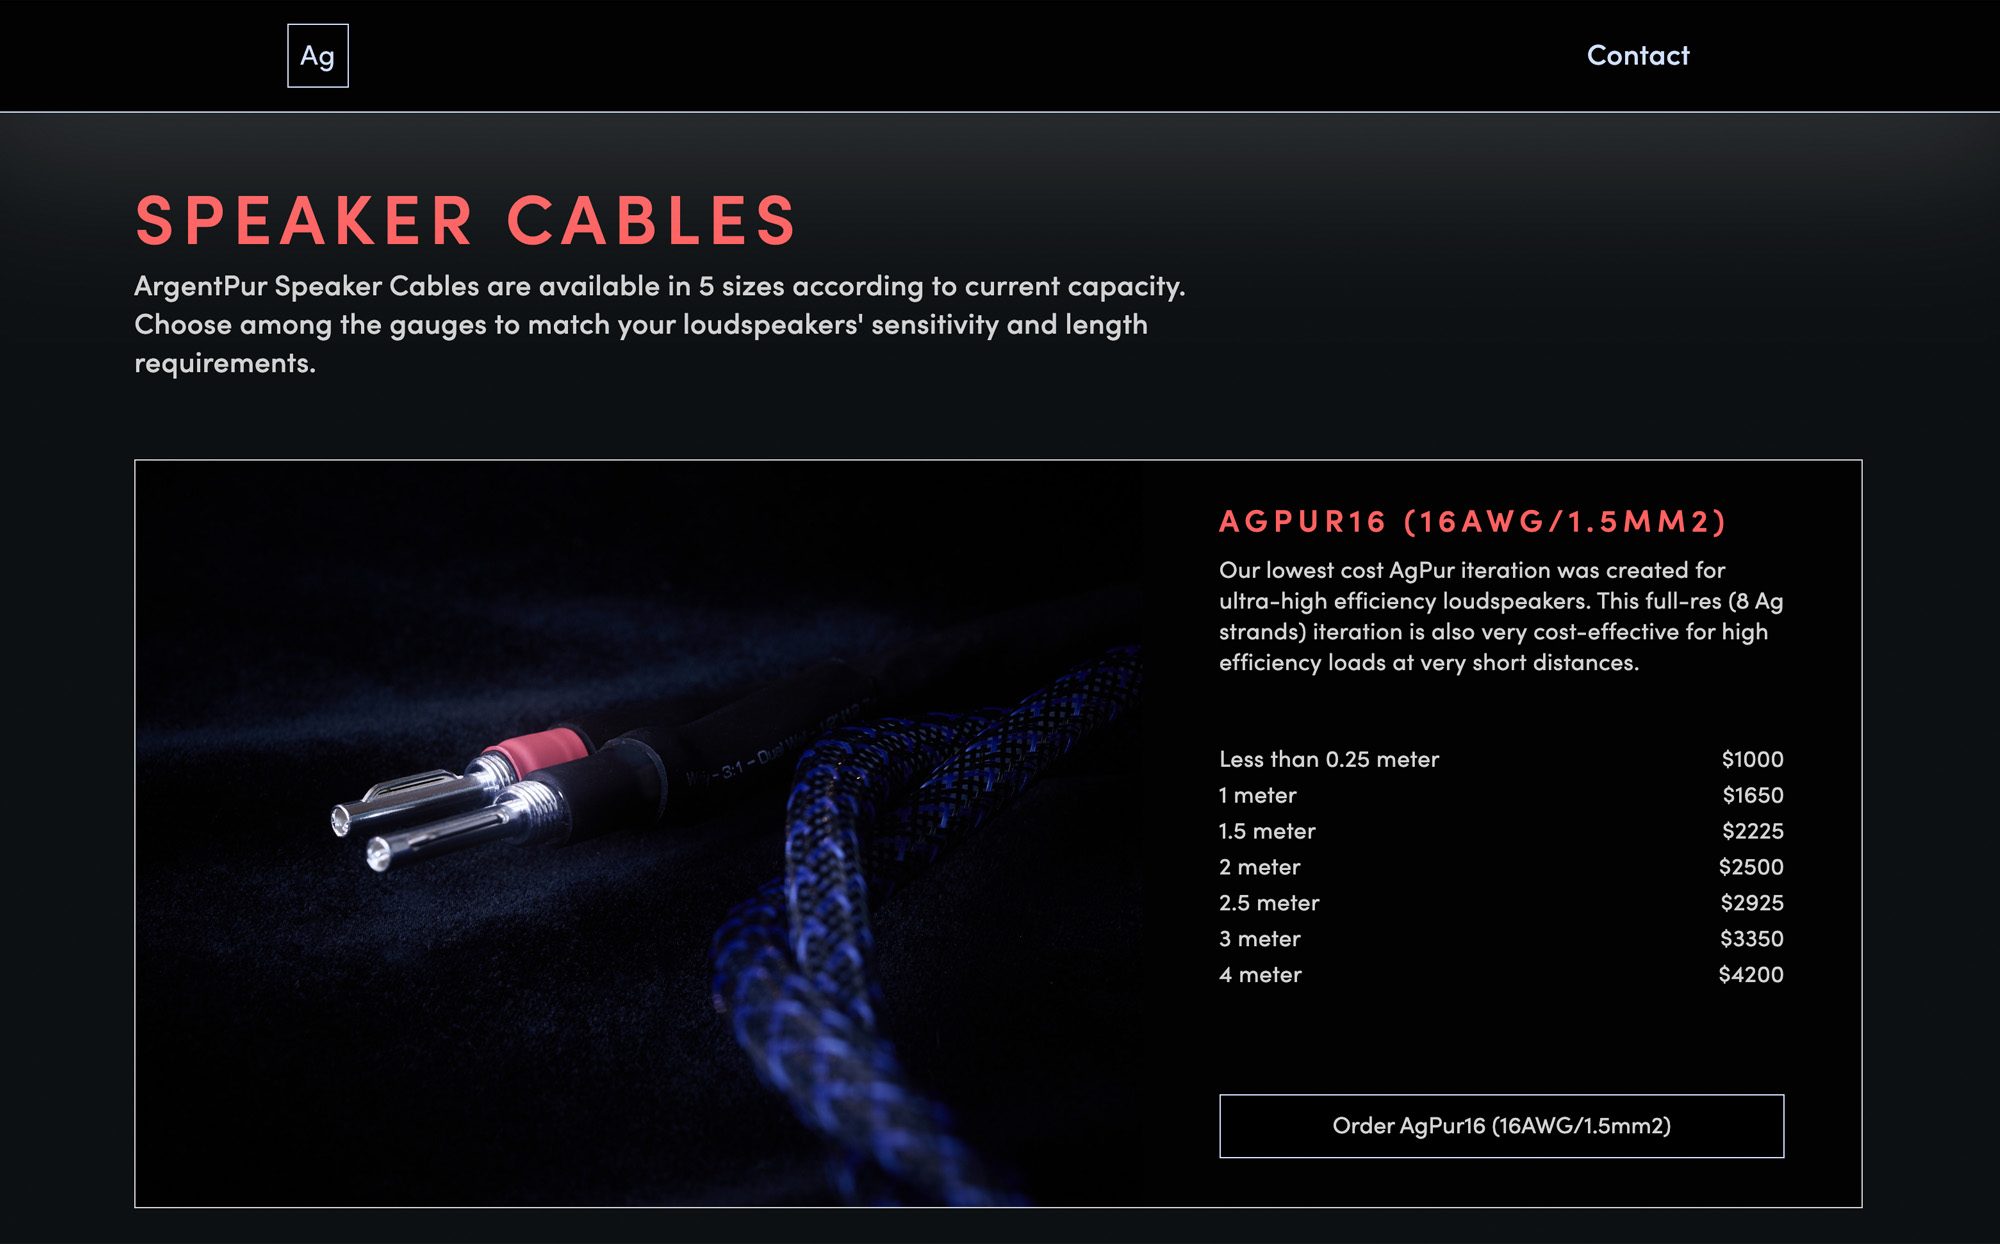 Ag
Contact
SPEAKER CABLES
ArgentPur Speaker Cables are available in 5 sizes according to current capacity.
Choose among the gauges to match your loudspeakers' sensitivity and length
requirements.
AGPUR16 (16AWG/1.5MM2)
Our lowest cost AgPur iteration was created for
ultra-high efficiency loudspeakers. This full-res (8 Ag
strands) iteration is also very cost-effective for high
efficiency loads at very short distances.
Less than 0.25 meter $1000
1 meter $1650
1.5 meter $2225
2 meter $2500
2.5 meter $2925
3 meter $3350
4 meter $4200
Order AgPur16 (16AWG/1.5mm2)
3:1 - Dual